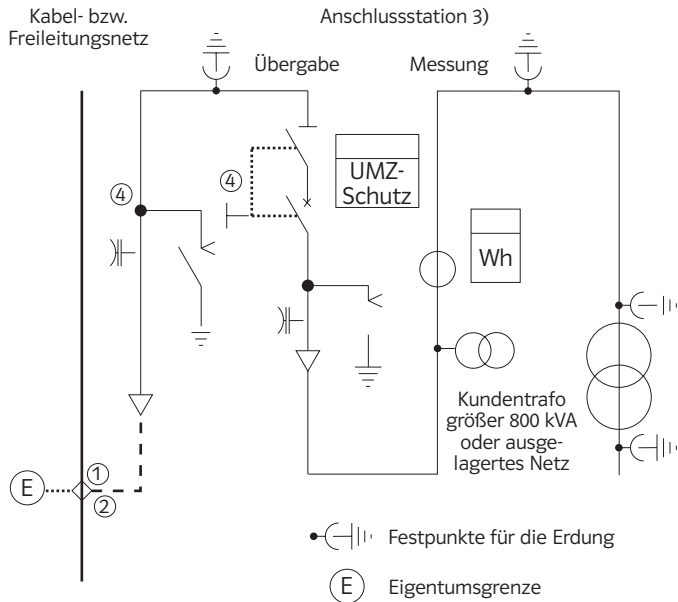 Kabel- bzw.
Freileitungsnetz
Anschlussstation 3)
Übergabe
Messung
4
4
UMZ-
Schutz
Wh
Kundentrafo
größer 800 kVA
oder ausge-
lagertes Netz
E
1
2
Festpunkte für die Erdung
E Eigentumsgrenze